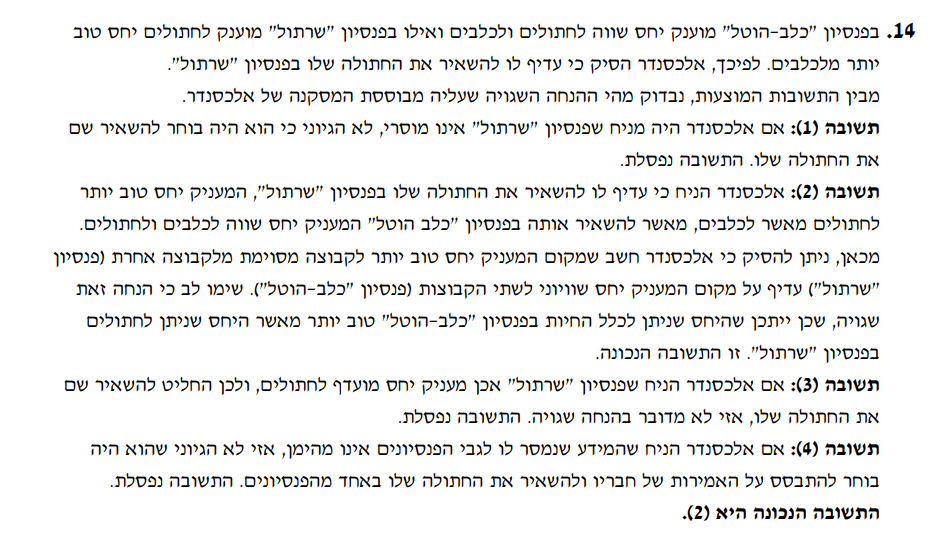 14. בפנסיון "כלב-הוטל" מוענק יחס שווה לחתולים ולכלבים ואילו בפנסיון "שרתול" מוענק לחתולים יחס טוב
יותר מלכלבים. לפיכך, אלכסנדר הסיק כי עדיף לו להשאיר את החתולה שלו בפנסיון "שרתול".
מבין התשובות המוצעות, נבדוק מהי ההנחה השגויה שעליה מבוססת המסקנה של אלכסנדר.
תשובה (1): אם אלכסנדר היה מניח שפנסיון "שרתול" אינו מוסרי, לא הגיוני כי הוא היה בוחר להשאיר שם
את החתולה שלו. התשובה נפסלת.
תשובה (2): אלכסנדר הניח כי עדיף לו להשאיר את החתולה שלו בפנסיון "שרתול", המעניק יחס טוב יותר
לחתולים מאשר לכלבים, מאשר להשאיר אותה בפנסיון "כלב הוטל" המעניק יחס שווה לכלבים ולחתולים.
מכאן, ניתן להסיק כי אלכסנדר חשב שמקום המעניק יחס טוב יותר לקבוצה מסוימת מלקבוצה אחרת (פנסיון
"שרתול") עדיף על מקום המעניק יחס שוויוני לשתי הקבוצות (פנסיון "כלב-הוטל"). שימו לב כי הנחה זאת
שגויה, שכן ייתכן שהיחס שניתן לכלל החיות בפנסיון "כלב-הוטל" טוב יותר מאשר היחס שניתן לחתולים
בפנסיון "שרתול". זו התשובה הנכונה.
תשובה (3): אם אלכסנדר הניח שפנסיון "שרתול" אכן מעניק יחס מועדף לחתולים, ולכן החליט להשאיר שם
את החתולה שלו, אזי לא מדובר בהנחה שגויה. התשובה נפסלת.
תשובה (4): אם אלכסנדר הניח שהמידע שנמסר לו לגבי הפנסיונים אינו מהימן, אזי לא הגיוני שהוא היה
בוחר להתבסס על האמירות של חבריו ולהשאיר את החתולה שלו באחד מהפנסיונים. התשובה נפסלת.
התשובה הנכונה היא (2).